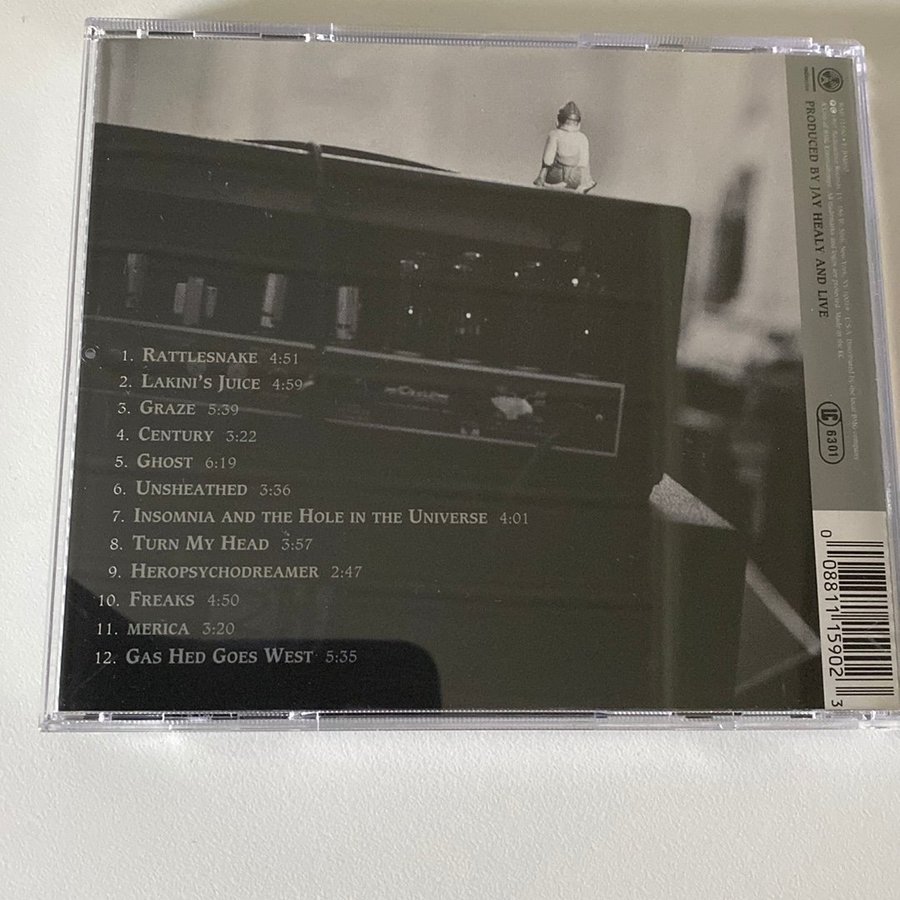 1. RATTLESNAKE 4:51
2. LAKINI'S JUICE 4:59
3. GRAZE 5:39
4. CENTURY 3:22
5. GHOST 6:19
6. UNSHEATHED 3:36
7. INSOMNIA AND THE HOLE IN THE UNIVERSE 4:01
8. TURN MY HEAD 3:57
9. HEROPSYCHODREAMER 2:47
10. FREAKS 4:50
11. MERICA 3:20
12. GAS HED GOES WEST 5:35
PRODUCED BY JAY HEALY AND LIVE
LC 6301
0 08811 15902 3